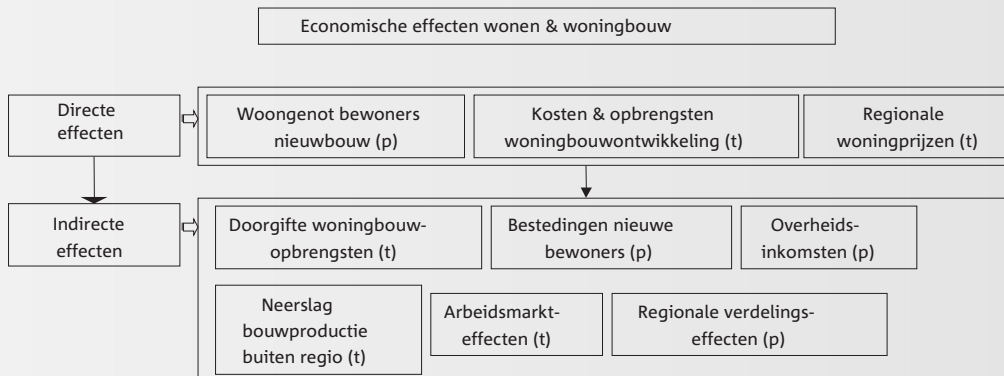 Economische effecten wonen & woningbouw
Directe
effecten
Woongenot bewoners
nieuwbouw (p)
Kosten & opbrengsten
woningbouwontwikkeling (t)
Regionale
woningprijzen (t)
Indirecte
effecten
Doorgifte woningbouw-
opbrengsten (t)
Bestedingen nieuwe
bewoners (p)
Overheids-
inkomsten (p)
Neerslag
bouwproductie
buiten regio (t)
Arbeidsmarkt-
effecten (t)
Regionale verdelings-
effecten (p)